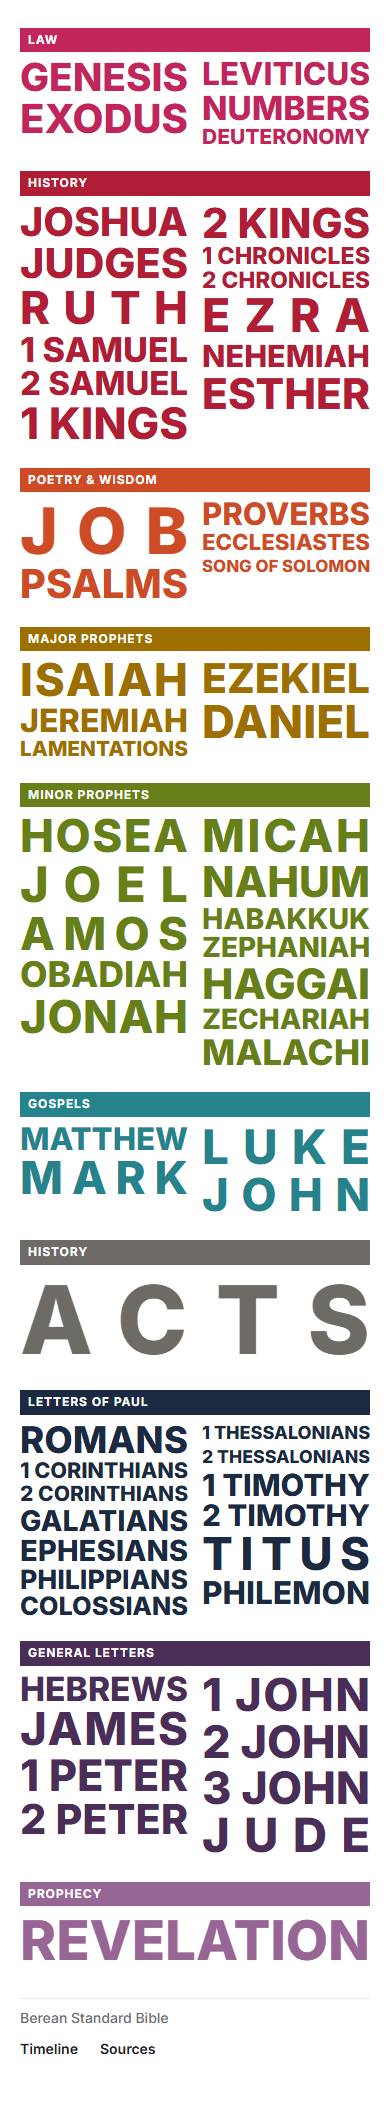 LAW
GENESIS
EXODUS
LEVITICUS
NUMBERS
DEUTERONOMY
HISTORY
JOSHUA
JUDGES
RUTH
1 SAMUEL
2 SAMUEL
1 KINGS
2 KINGS
1 CHRONICLES
2 CHRONICLES
EZRA
NEHEMIAH
ESTHER
POETRY & WISDOM
JOB
PSALMS
PROVERBS
ECCLESIASTES
SONG OF SOLOMON
MAJOR PROPHETS
ISAIAH
JEREMIAH
LAMENTATIONS
EZEKIEL
DANIEL
MINOR PROPHETS
HOSEA
JOEL
AMOS
OBADIAH
JONAH
MICAH
NAHUM
HABAKKUK
ZEPHANIAH
HAGGAI
ZECHARIAH
MALACHI
GOSPELS
MATTHEW
MARK
LUKE
JOHN
HISTORY
ACTS
LETTERS OF PAUL
ROMANS
1 CORINTHIANS
2 CORINTHIANS
GALATIANS
EPHESIANS
PHILIPPIANS
COLOSSIANS
1 THESSALONIANS
2 THESSALONIANS
1 TIMOTHY
2 TIMOTHY
TITUS
PHILEMON
GENERAL LETTERS
HEBREWS
JAMES
1 PETER
2 PETER
1 JOHN
2 JOHN
3 JOHN
JUDE
PROPHECY
REVELATION
Berean Standard Bible
Timeline Sources